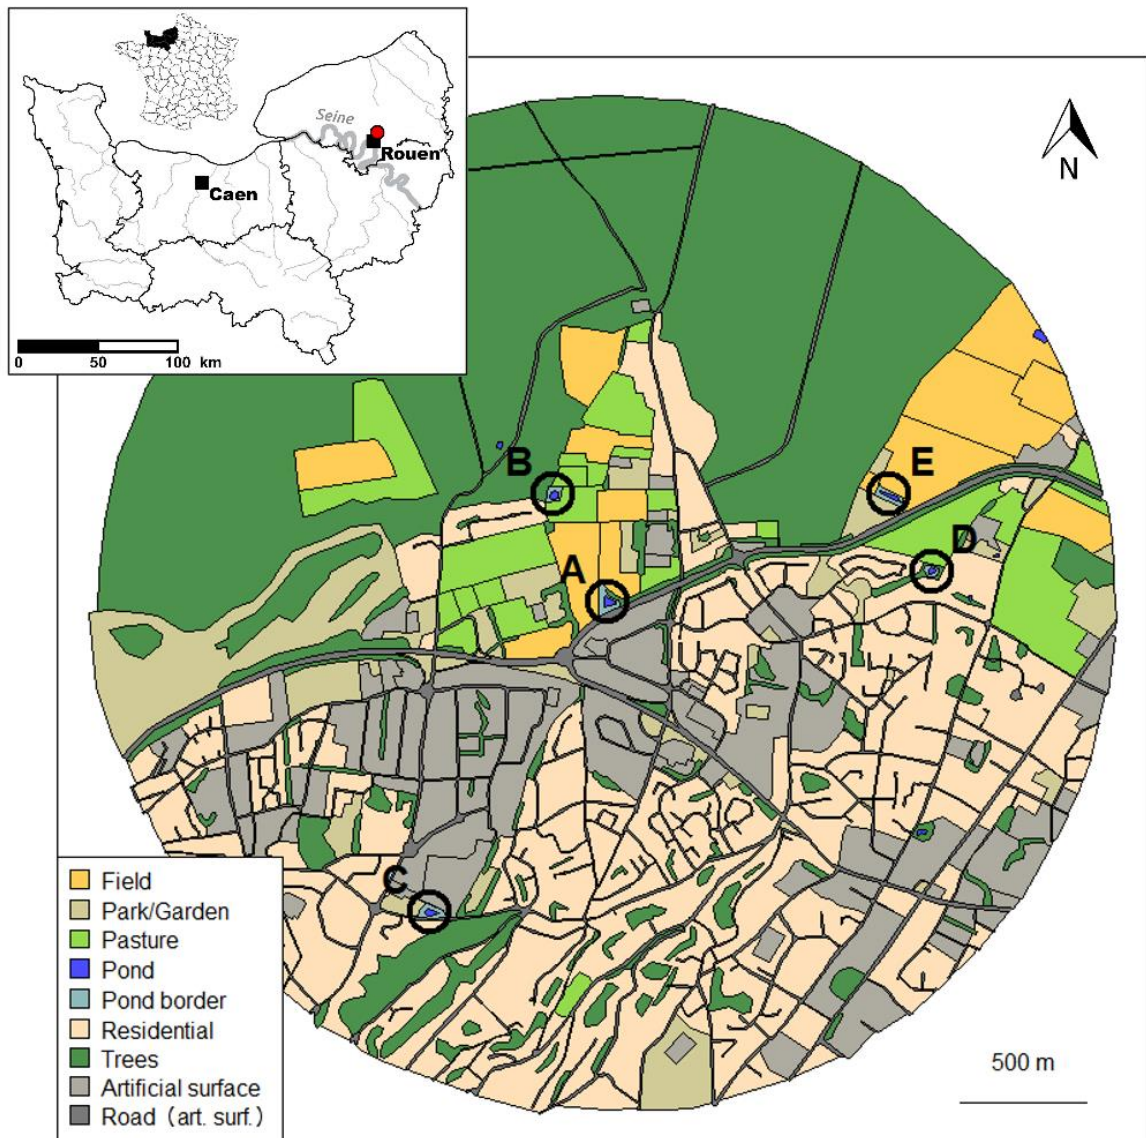 Seine
Rouen
Caen
0 50 100 km
N
B
E
A
D
C
Field
Park/Garden
Pasture
Pond
Pond border
Residential
Trees
Artificial surface
Road (art. surf.)
500 m